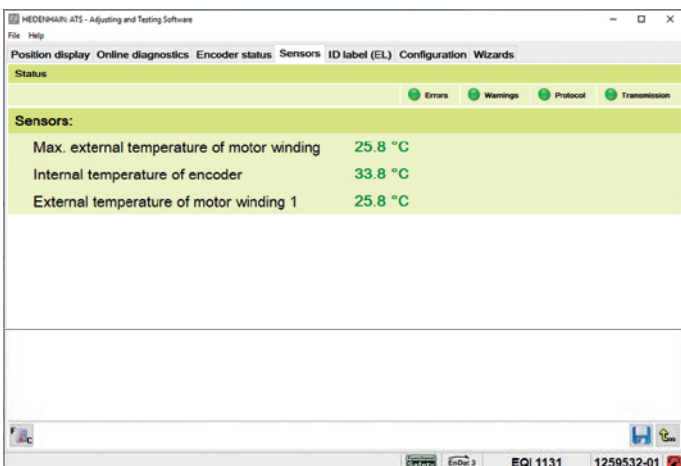 HEIDENHAIN: ATS - Adjusting and Testing Software
File Help
Position display Online diagnostics Encoder status Sensors ID label (EL) Configuration Wizards
Status
Errors Warnings Protocol Transmission
Sensors:
Max. external temperature of motor winding 25.8 °C
Internal temperature of encoder 33.8 °C
External temperature of motor winding 1 25.8 °C
EnDat 3 EQI 1131 1259532-01